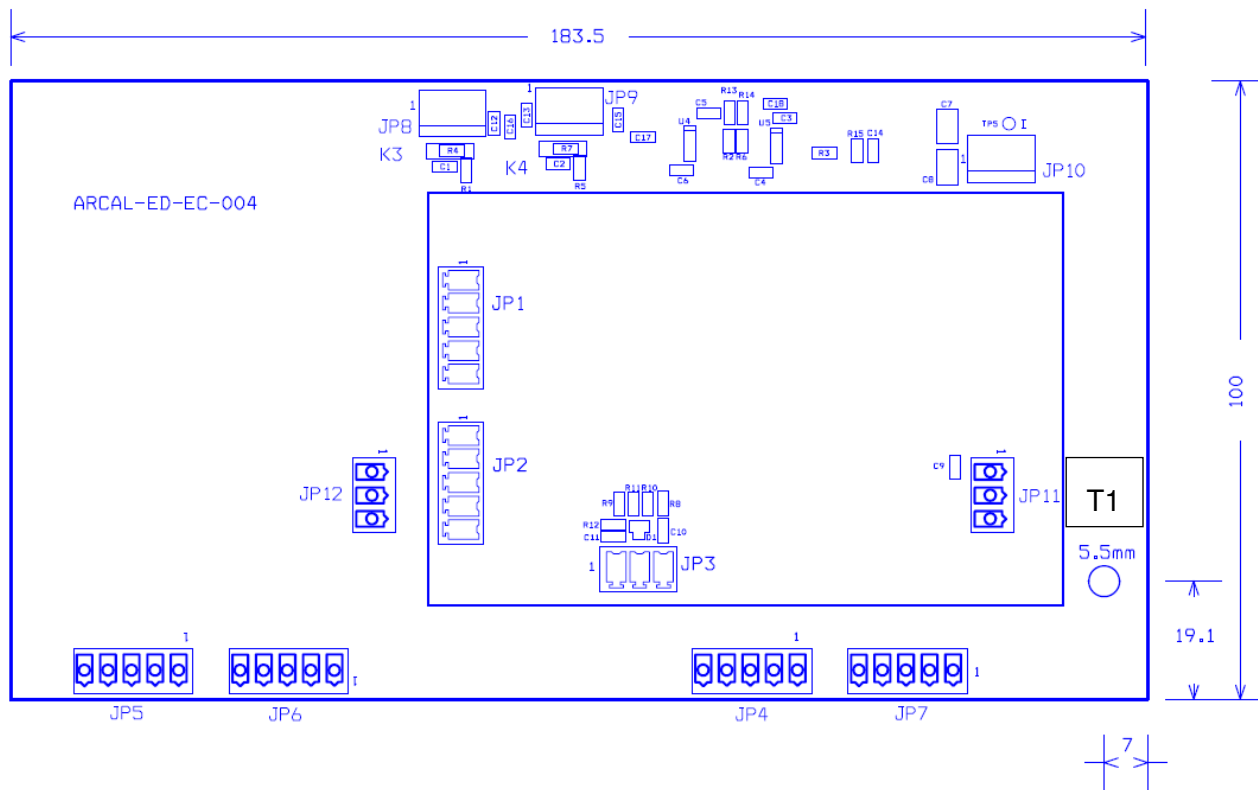 183.5
1
JP8
C12
C16
C13
1
JP9
C15
C17
K3
R4
C1
R1
K4
R7
C2
R5
C5
R13
R14
C18
C3
U4
U5
R2
R6
C6
C4
R3
R15
C14
C7
C8
TP5
I
1
JP10
ARCAL-ED-EC-004
1
JP1
100
1
JP2
1
JP12
R11
R10
R9
R8
R12
C11
D1
C10
1
JP3
C9
1
JP11
T1
5.5mm
19.1
1
JP5
1
JP6
1
JP4
1
JP7
7